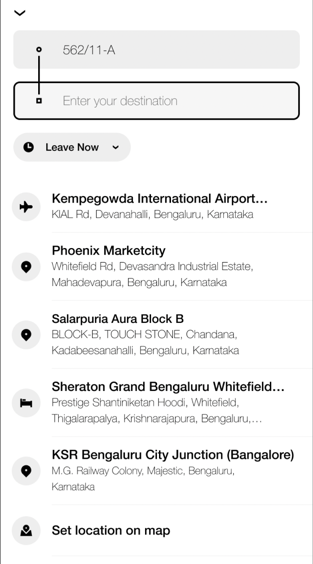 562/11-A
Enter your destination
Leave Now
Kempegowda International Airport…
KIAL Rd, Devanahalli, Bengaluru, Karnataka
Phoenix Marketcity
Whitefield Rd, Devasandra Industrial Estate,
Mahadevapura, Bengaluru, Karnataka
Salarpuria Aura Block B
BLOCK-B, TOUCH STONE, Chandana,
Kadabeesanahalli, Bengaluru, Karnataka
Sheraton Grand Bengaluru Whitefield…
Prestige Shantiniketan Hoodi, Whitefield,
Thigalarapalya, Krishnarajapura, Bengaluru,…
KSR Bengaluru City Junction (Bangalore)
M.G. Railway Colony, Majestic, Bengaluru,
Karnataka
Set location on map